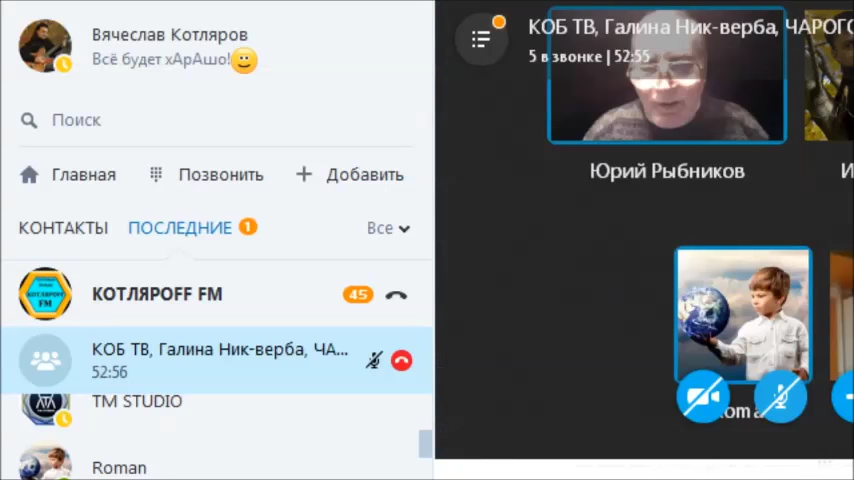 Вячеслав Котляров
Всё будет хАрАшо!
Поиск
Главная
Позвонить
Добавить
КОНТАКТЫ
ПОСЛЕДНИЕ
1
Все
КОТЛЯРOFF FM
45
КОБ ТВ, Галина Ник-верба, ЧА...
52:56
TM STUDIO
Roman
КОБ ТВ, Галина Ник-верба, ЧАРОГ
5 в звонке | 52:55
Юрий Рыбников
И